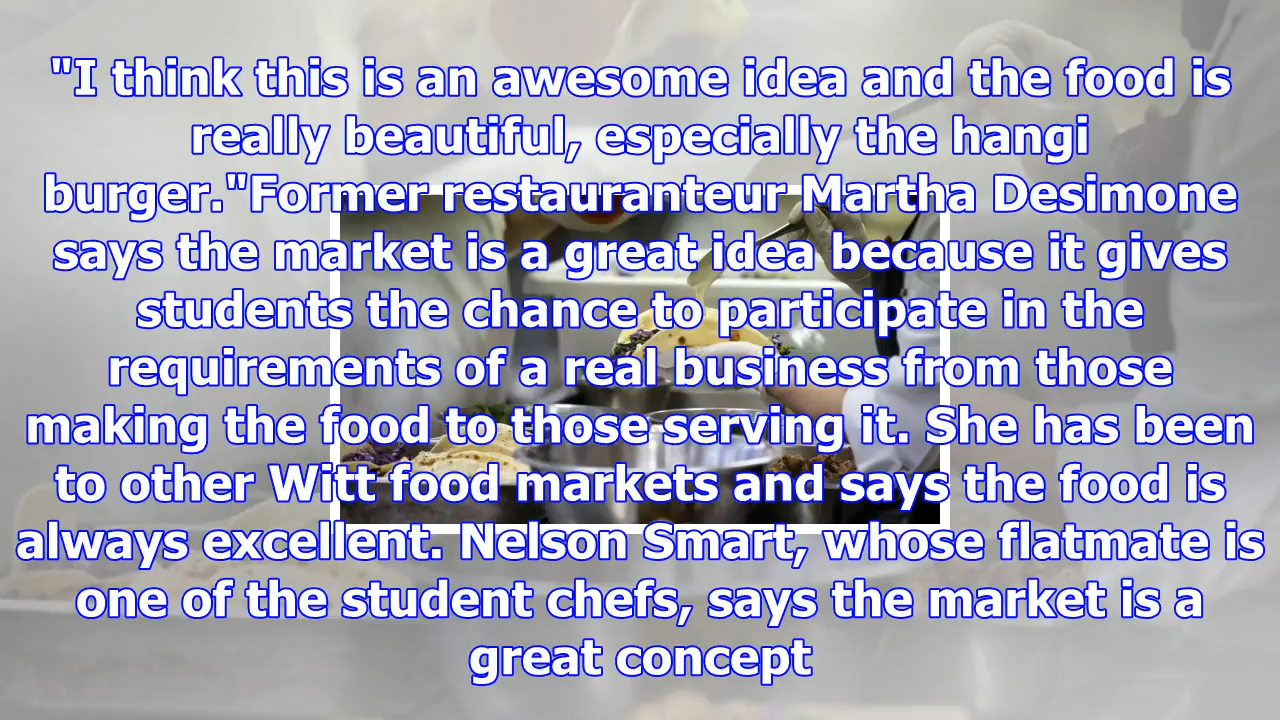 "I think this is an awesome idea and the food is
really beautiful, especially the hangi
burger."Former restauranteur Martha Desimone
says the market is a great idea because it gives
students the chance to participate in the
requirements of a real business from those
making the food to those serving it. She has been
to other Witt food markets and says the food is
always excellent. Nelson Smart, whose flatmate is
one of the student chefs, says the market is a
great concept